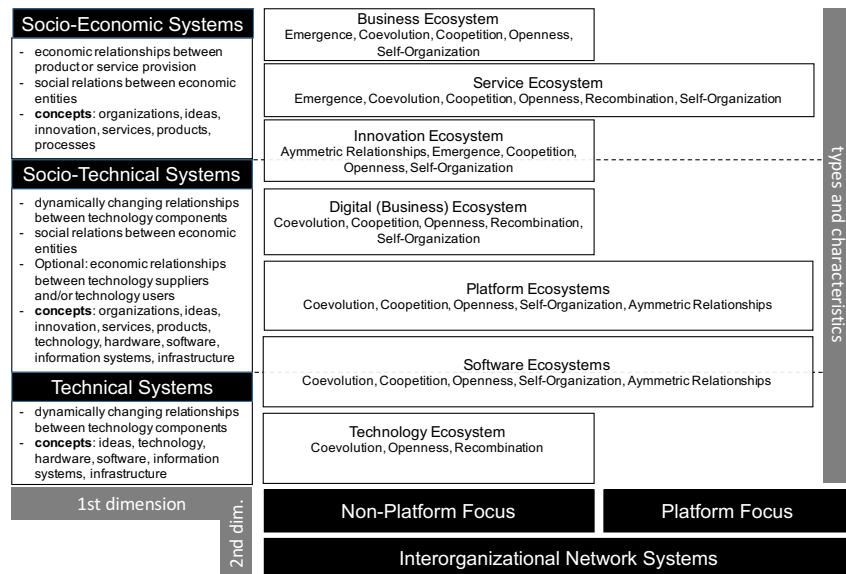 Socio-Economic Systems
- economic relationships between
product or service provision
- social relations between economic
entities
- concepts: organizations, ideas,
innovation, services, products,
processes
Socio-Technical Systems
- dynamically changing relationships
between technology components
- social relations between economic
entities
- Optional: economic relationships
between technology suppliers
and/or technology users
- concepts: organizations, ideas,
innovation, services, products,
technology, hardware, software,
information systems, infrastructure
Technical Systems
- dynamically changing relationships
between technology components
- concepts: ideas, technology,
hardware, software, information
systems, infrastructure
1st dimension
2nd dim.
Business Ecosystem
Emergence, Coevolution, Coopetition, Openness,
Self-Organization
Service Ecosystem
Emergence, Coevolution, Coopetition, Openness, Recombination, Self-Organization
Innovation Ecosystem
Aymmetric Relationships, Emergence, Coopetition,
Openness, Self-Organization
Digital (Business) Ecosystem
Coevolution, Coopetition, Openness, Recombination,
Self-Organization
Platform Ecosystems
Coevolution, Coopetition, Openness, Self-Organization, Aymmetric Relationships
Software Ecosystems
Coevolution, Coopetition, Openness, Self-Organization, Aymmetric Relationships
Technology Ecosystem
Coevolution, Openness, Recombination
types and characteristics
Non-Platform Focus
Platform Focus
Interorganizational Network Systems